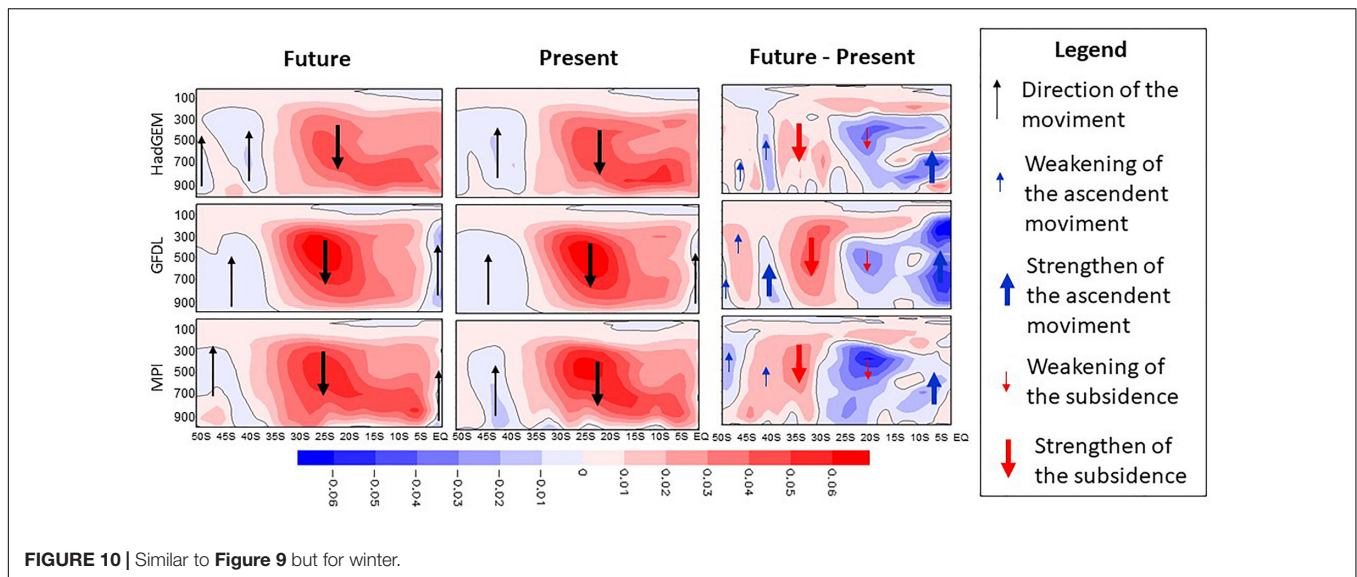 Future
Present
Future - Present
Legend
HadGEM
100
300
500
700
900
GFDL
100
300
500
700
900
MPI
100
300
500
700
900
50S 45S 40S 35S 30S 25S 20S 15S 10S 5S EQ
50S 45S 40S 35S 30S 25S 20S 15S 10S 5S EQ
50S 45S 40S 35S 30S 25S 20S 15S 10S 5S EQ
-0.06 -0.05 -0.04 -0.03 -0.02 -0.01 0 0.01 0.02 0.03 0.04 0.05 0.06
Direction of the
moviment
Weakening of
the ascendent
moviment
Strengthen of
the ascendent
moviment
Weakening of
the subsidence
Strengthen of
the subsidence
FIGURE 10 | Similar to Figure 9 but for winter.